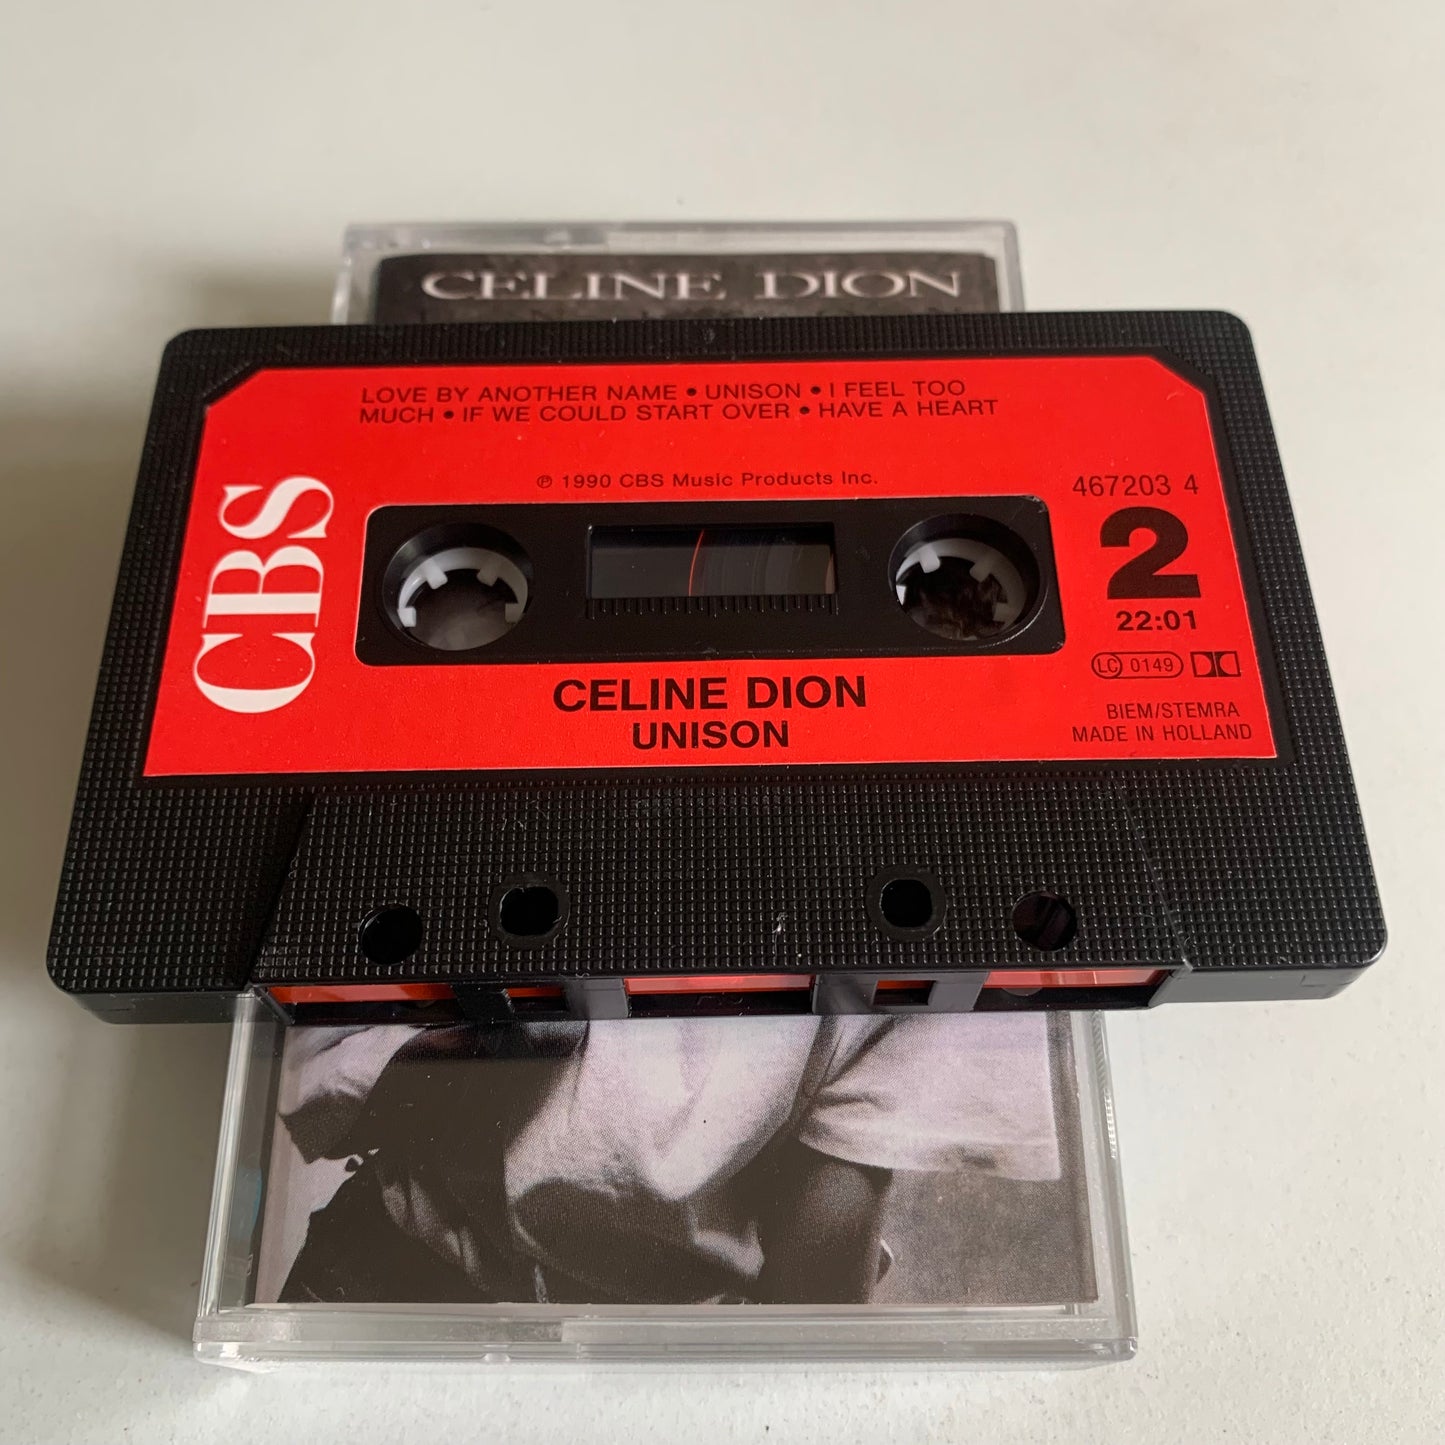 CELINE DION
LOVE BY ANOTHER NAME • UNISON • I FEEL TOO
MUCH • IF WE COULD START OVER • HAVE A HEART
℗ 1990 CBS Music Products Inc.
467203 4
CBS
2
22:01
LC 0149
CELINE DION
UNISON
BIEM/STEMRA
MADE IN HOLLAND